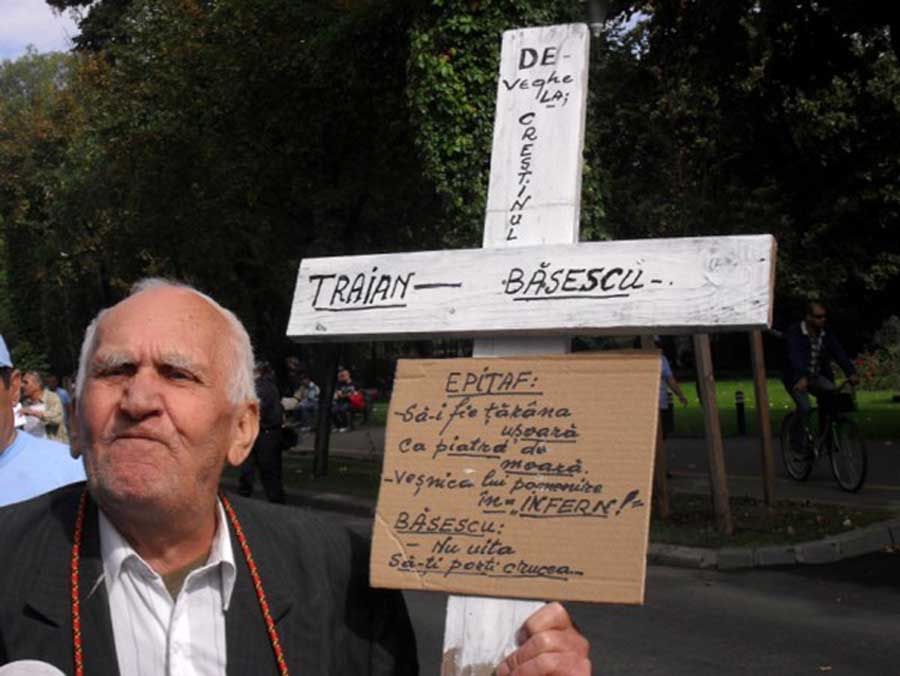 DE-
Veghe
LA;
CREȘTINUL
TRAIAN — BĂSESCU-.
EPITAF:
-Să-i fie țărâna
ușoară
Ca piatra de
moară.
-Veșnica lui pomenire
în="INFERN!"=
BĂSESCU:
- Nu uita
Să-ți porți crucea...